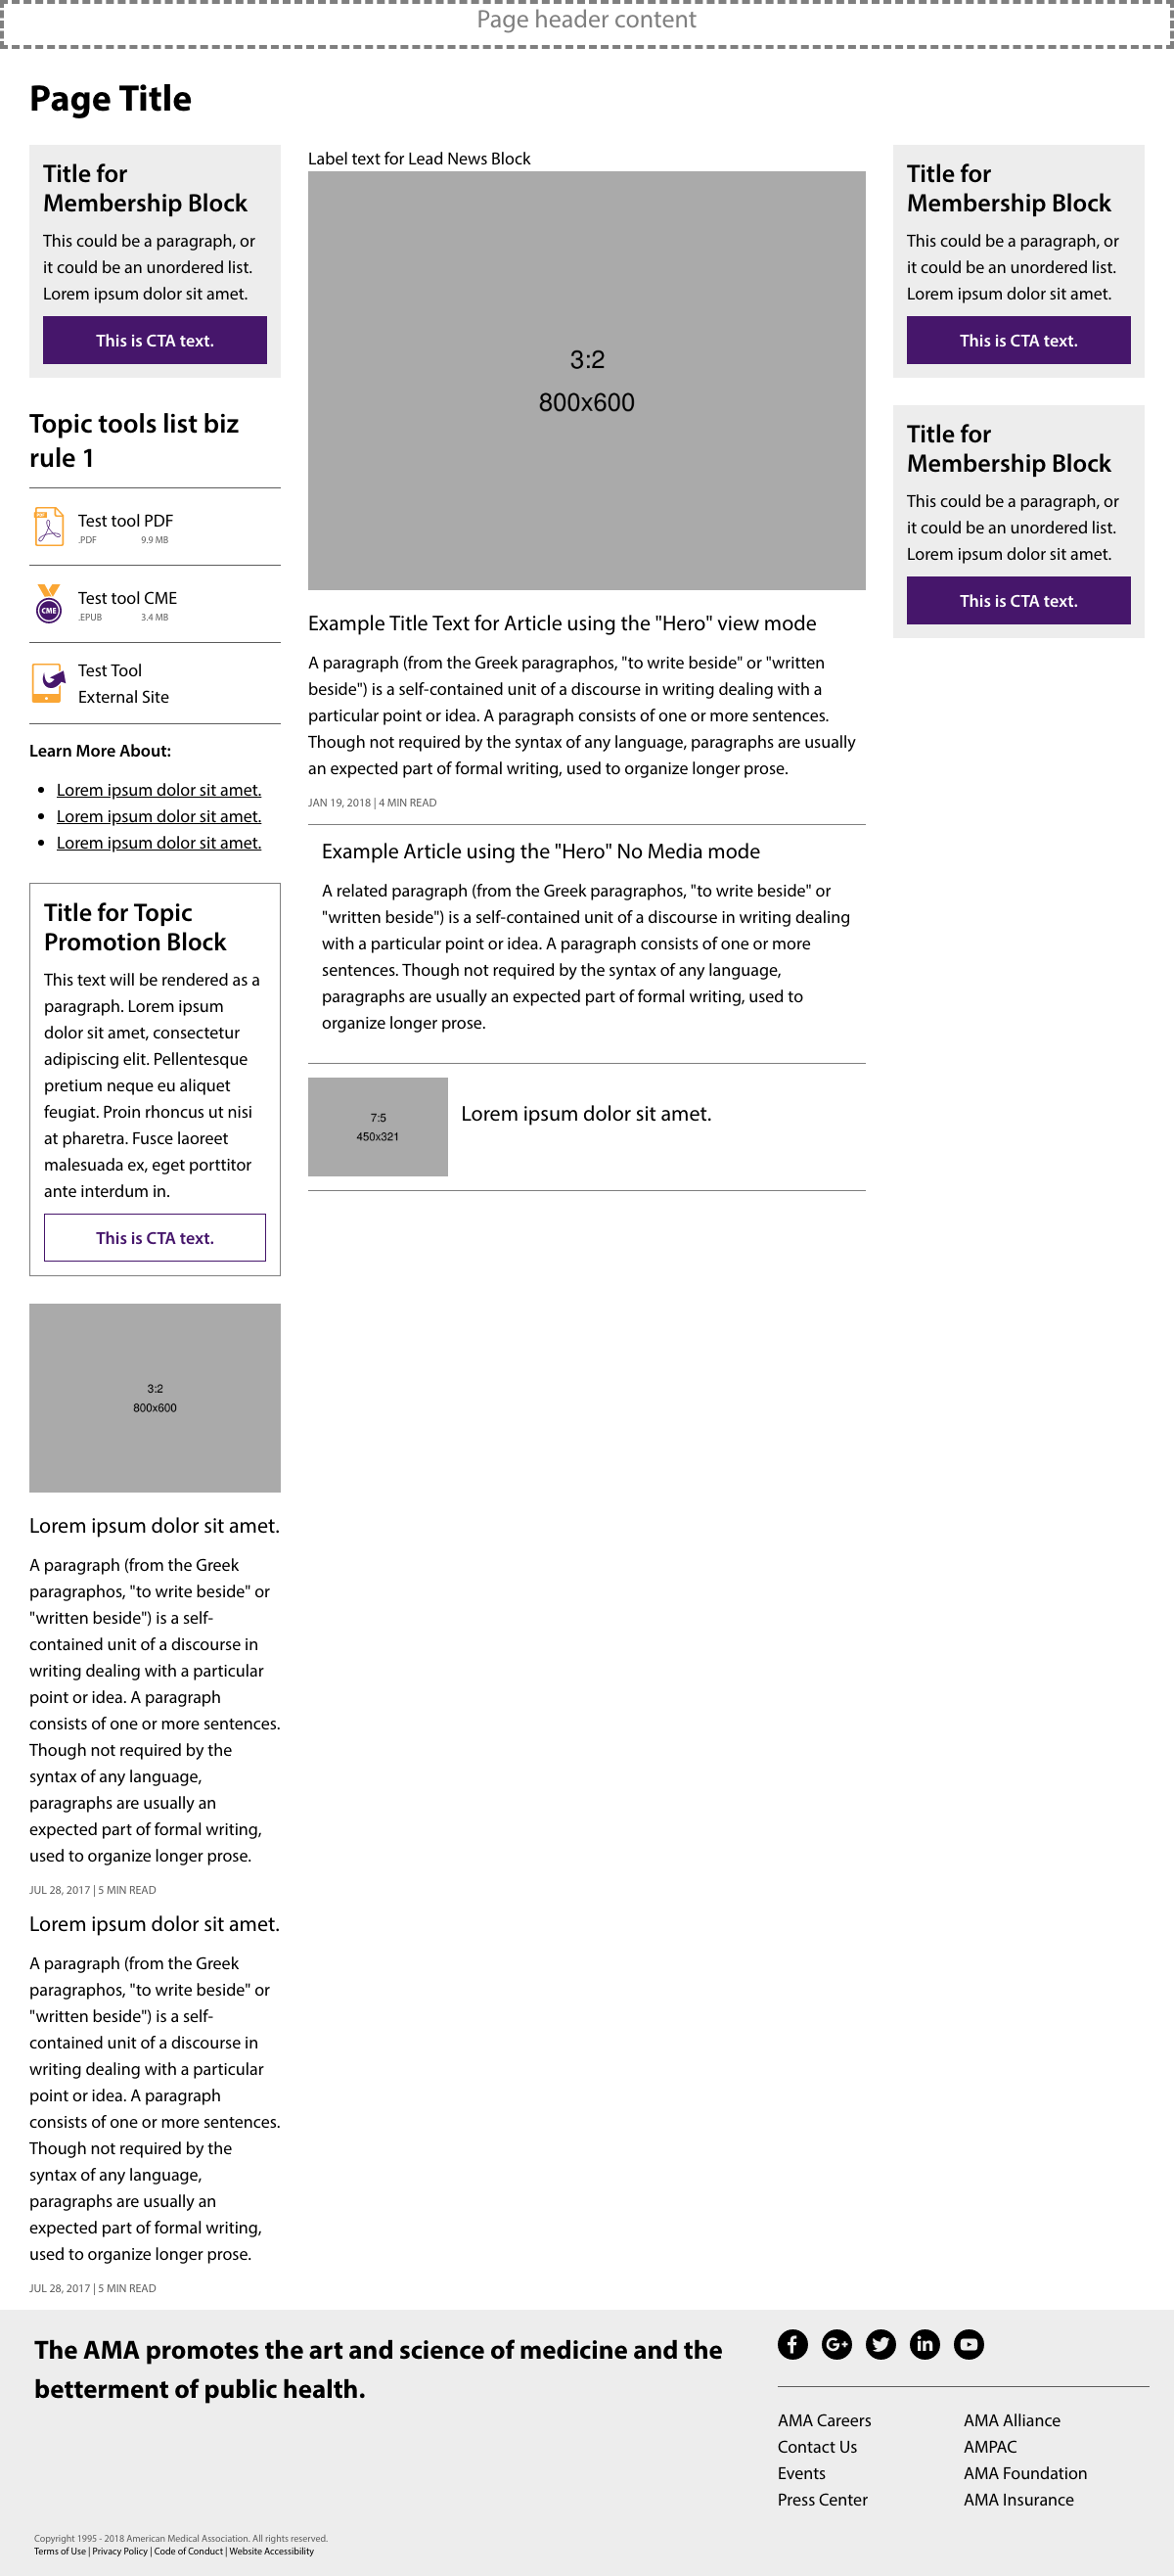 Page header content
Page Title
Title for
Membership Block
This could be a paragraph, or
it could be an unordered list.
Lorem ipsum dolor sit amet.
This is CTA text.
Topic tools list biz
rule 1
PDF
Test tool PDF
.PDF 9.9 MB
CME
Test tool CME
.EPUB 3.4 MB
Test Tool
External Site
Learn More About:
Lorem ipsum dolor sit amet.
Lorem ipsum dolor sit amet.
Lorem ipsum dolor sit amet.
Title for Topic
Promotion Block
This text will be rendered as a
paragraph. Lorem ipsum
dolor sit amet, consectetur
adipiscing elit. Pellentesque
pretium neque eu aliquet
feugiat. Proin rhoncus ut nisi
at pharetra. Fusce laoreet
malesuada ex, eget porttitor
ante interdum in.
This is CTA text.
3:2
800x600
Lorem ipsum dolor sit amet.
A paragraph (from the Greek
paragraphos, "to write beside" or
"written beside") is a self-
contained unit of a discourse in
writing dealing with a particular
point or idea. A paragraph
consists of one or more sentences.
Though not required by the
syntax of any language,
paragraphs are usually an
expected part of formal writing,
used to organize longer prose.
JUL 28, 2017 | 5 MIN READ
Lorem ipsum dolor sit amet.
A paragraph (from the Greek
paragraphos, "to write beside" or
"written beside") is a self-
contained unit of a discourse in
writing dealing with a particular
point or idea. A paragraph
consists of one or more sentences.
Though not required by the
syntax of any language,
paragraphs are usually an
expected part of formal writing,
used to organize longer prose.
JUL 28, 2017 | 5 MIN READ
Label text for Lead News Block
3:2
800x600
Example Title Text for Article using the "Hero" view mode
A paragraph (from the Greek paragraphos, "to write beside" or "written
beside") is a self-contained unit of a discourse in writing dealing with a
particular point or idea. A paragraph consists of one or more sentences.
Though not required by the syntax of any language, paragraphs are usually
an expected part of formal writing, used to organize longer prose.
JAN 19, 2018 | 4 MIN READ
Example Article using the "Hero" No Media mode
A related paragraph (from the Greek paragraphos, "to write beside" or
"written beside") is a self-contained unit of a discourse in writing dealing
with a particular point or idea. A paragraph consists of one or more
sentences. Though not required by the syntax of any language,
paragraphs are usually an expected part of formal writing, used to
organize longer prose.
7:5
450x321
Lorem ipsum dolor sit amet.
Title for
Membership Block
This could be a paragraph, or
it could be an unordered list.
Lorem ipsum dolor sit amet.
This is CTA text.
Title for
Membership Block
This could be a paragraph, or
it could be an unordered list.
Lorem ipsum dolor sit amet.
This is CTA text.
The AMA promotes the art and science of medicine and the
betterment of public health.
AMA Careers
Contact Us
Events
Press Center
AMA Alliance
AMPAC
AMA Foundation
AMA Insurance
Copyright 1995 - 2018 American Medical Association. All rights reserved.
Terms of Use | Privacy Policy | Code of Conduct | Website Accessibility